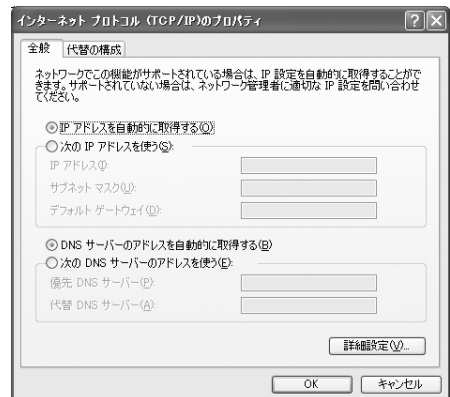 インターネット プロトコル (TCP/IP)のプロパティ
全般
代替の構成
ネットワークでこの機能がサポートされている場合は、IP 設定を自動的に取得することがで
きます。サポートされていない場合は、ネットワーク管理者に適切な IP 設定を問い合わせ
てください。
IP アドレスを自動的に取得する(O)
次の IP アドレスを使う(S):
IP アドレス(I):
サブネット マスク(U):
デフォルト ゲートウェイ(D):
DNS サーバーのアドレスを自動的に取得する(B)
次の DNS サーバーのアドレスを使う(E):
優先 DNS サーバー(P):
代替 DNS サーバー(A):
詳細設定(V)...
OK
キャンセル